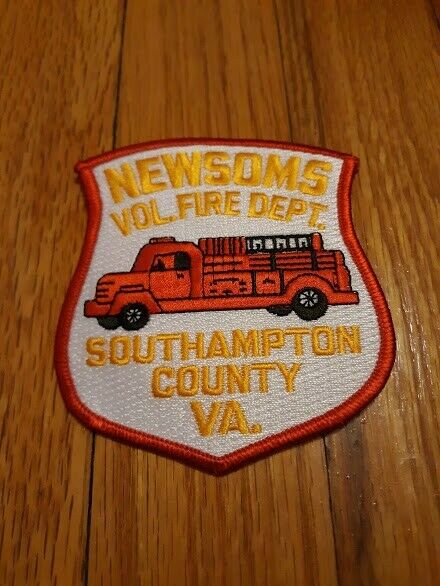 NEWSOMS
VOL. FIRE DEPT.
SOUTHAMPTON
COUNTY
VA.